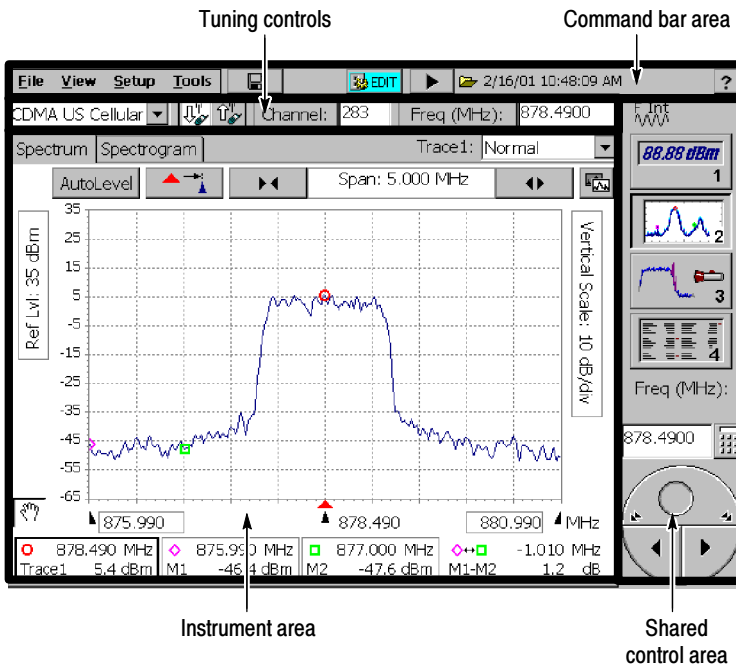 Tuning controls
Command bar area
File View Setup Tools EDIT 2/16/01 10:48:09 AM ?
CDMA US Cellular Channel: 283 Freq (MHz): 878.4900
F Int
Spectrum Spectrogram Trace1: Normal
88.88 dBm
1
AutoLevel Span: 5.000 MHz
2
3
4
Freq (MHz):
878.4900
Ref Lvl: 35 dBm
35
25
15
5
-5
-15
-25
-35
-45
-55
-65
Vertical Scale: 10 dB/div
875.990 878.490 880.990 MHz
878.490 MHz 875.990 MHz 877.000 MHz -1.010 MHz
Trace1 5.4 dBm M1 -46.4 dBm M2 -47.6 dBm M1-M2 1.2 dB
Instrument area
Shared
control area